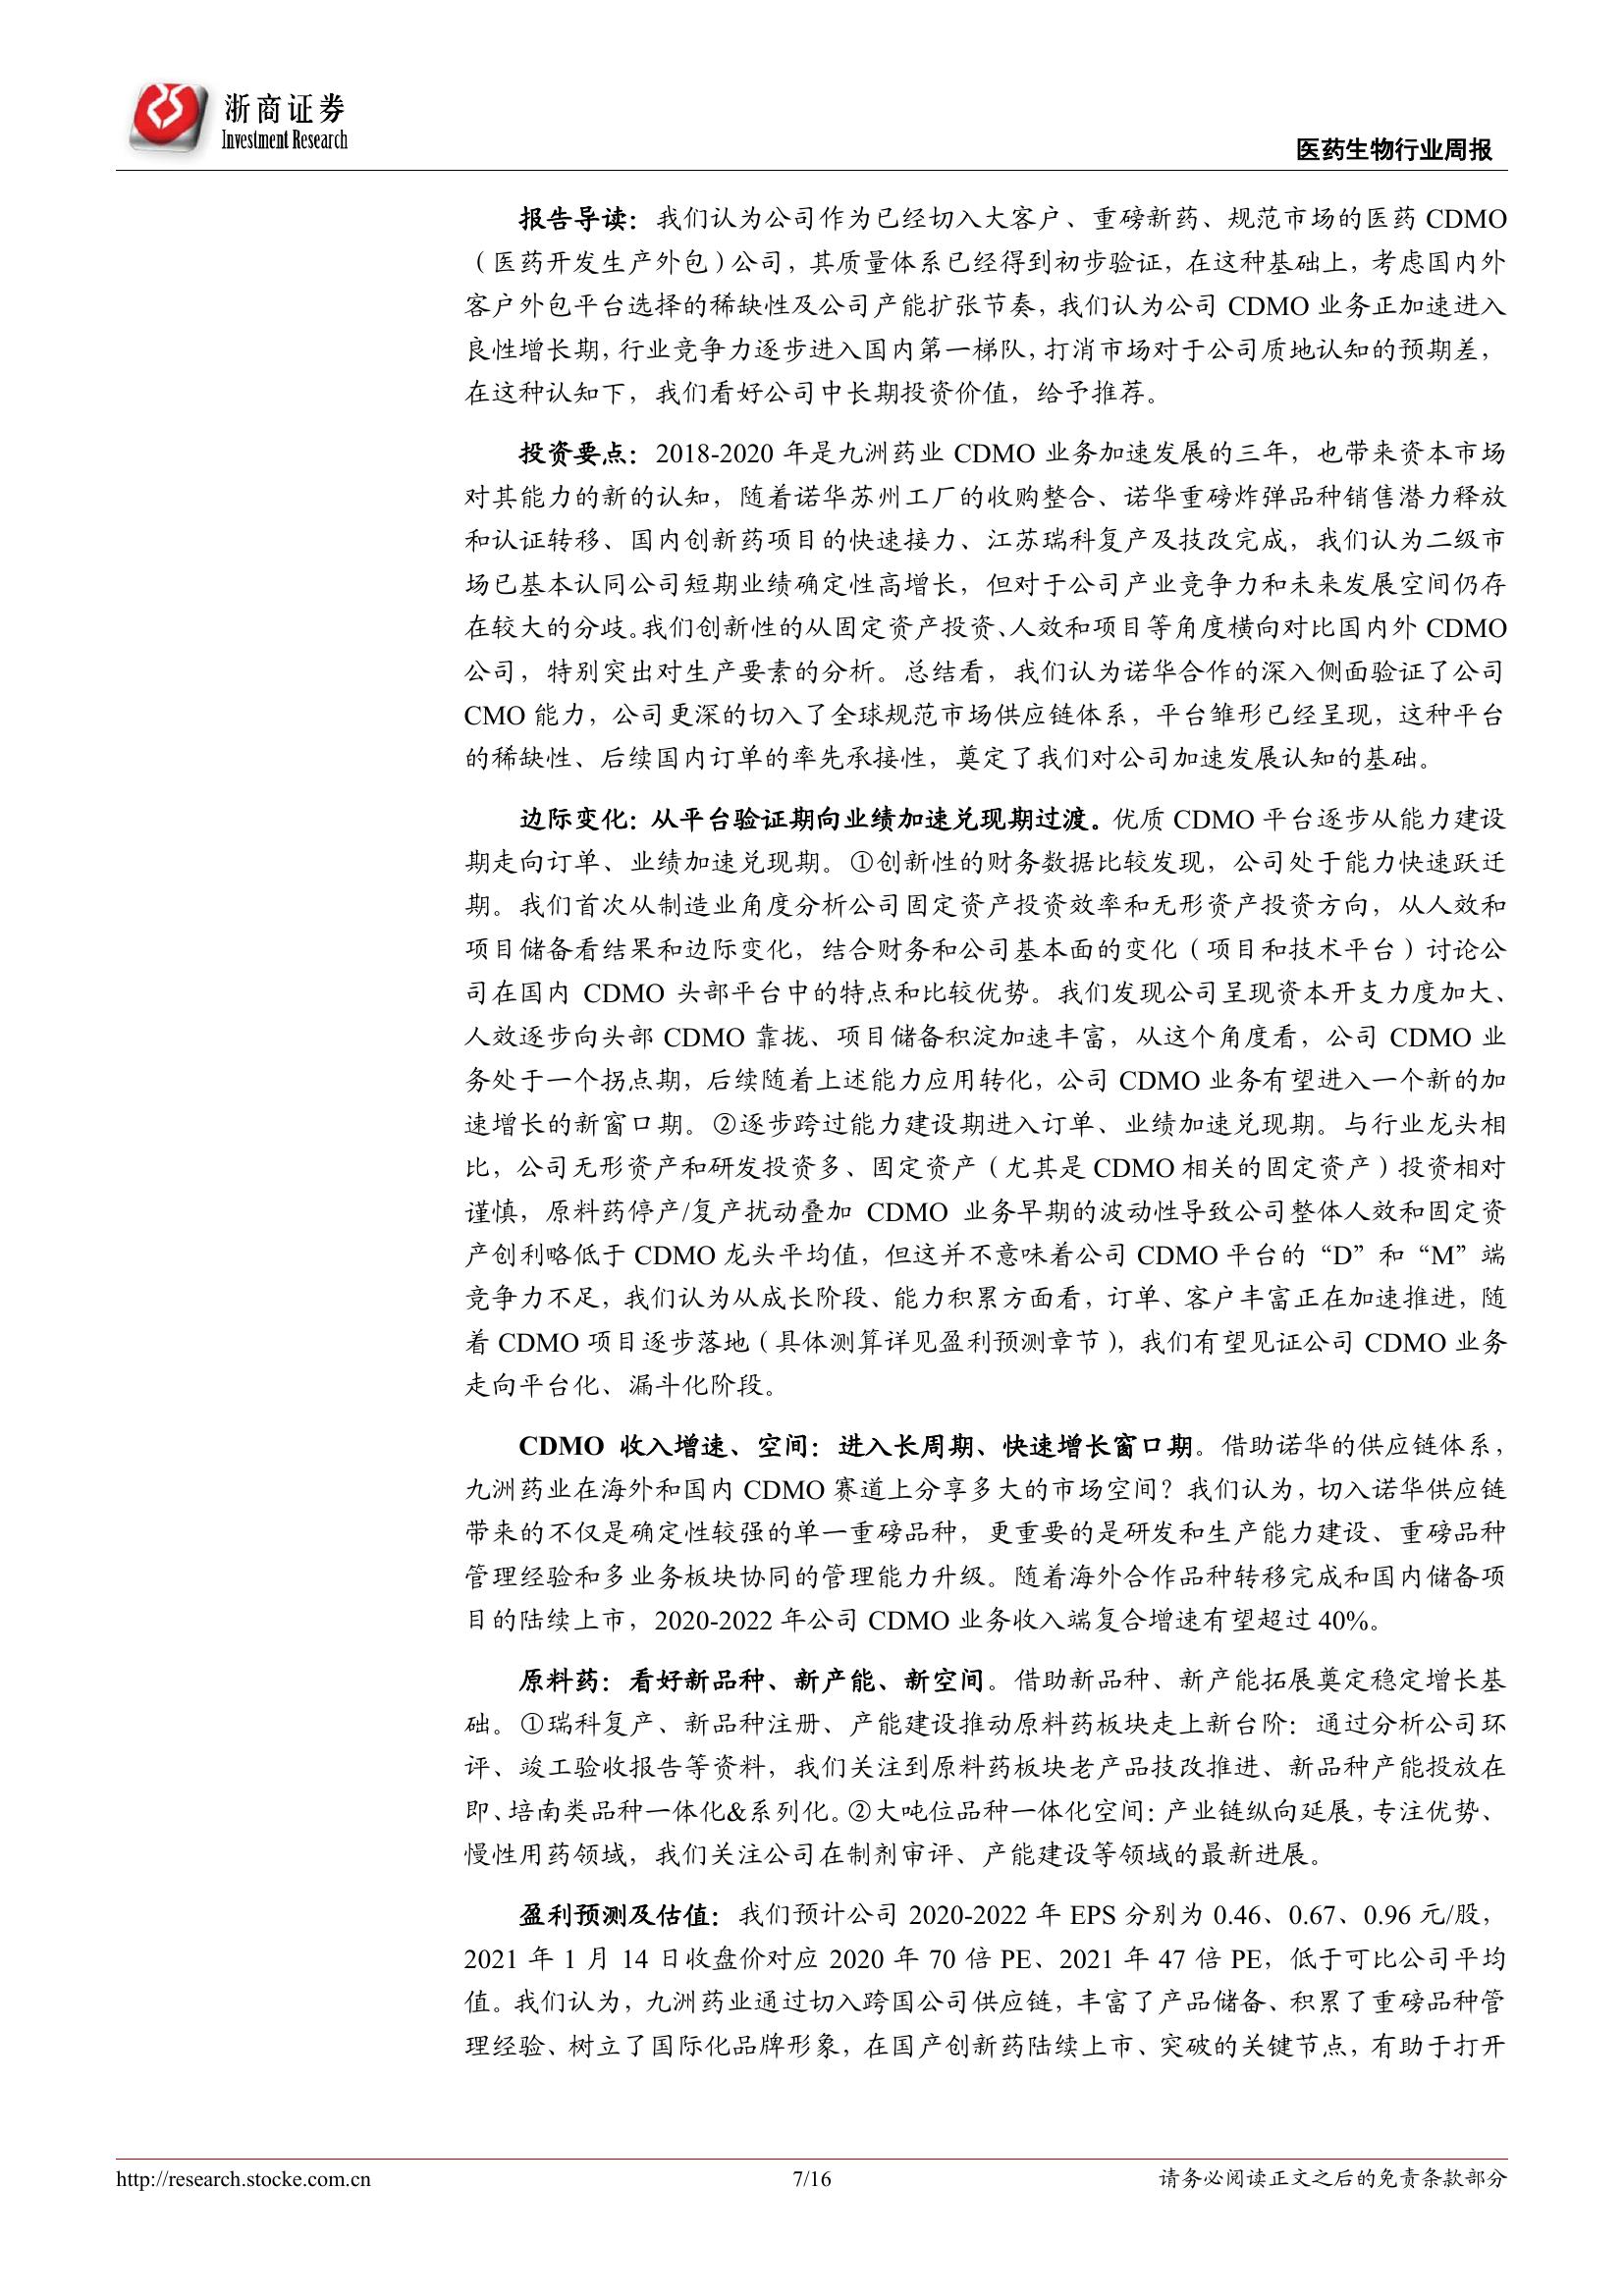 浙商证券
Investment Research
医药生物行业周报
报告导读：我们认为公司作为已经切入大客户、重磅新药、规范市场的医药 CDMO
（医药开发生产外包）公司，其质量体系已经得到初步验证，在这种基础上，考虑国内外
客户外包平台选择的稀缺性及公司产能扩张节奏，我们认为公司 CDMO 业务正加速进入
良性增长期，行业竞争力逐步进入国内第一梯队，打消市场对于公司质地认知的预期差，
在这种认知下，我们看好公司中长期投资价值，给予推荐。
投资要点：2018-2020 年是九洲药业 CDMO 业务加速发展的三年，也带来资本市场
对其能力的新的认知，随着诺华苏州工厂的收购整合、诺华重磅炸弹品种销售潜力释放
和认证转移、国内创新药项目的快速接力、江苏瑞科复产及技改完成，我们认为二级市
场已基本认同公司短期业绩确定性高增长，但对于公司产业竞争力和未来发展空间仍存
在较大的分歧。我们创新性的从固定资产投资、人效和项目等角度横向对比国内外 CDMO
公司，特别突出对生产要素的分析。总结看，我们认为诺华合作的深入侧面验证了公司
CMO 能力，公司更深的切入了全球规范市场供应链体系，平台雏形已经呈现，这种平台
的稀缺性、后续国内订单的率先承接性，奠定了我们对公司加速发展认知的基础。
边际变化：从平台验证期向业绩加速兑现期过渡。优质 CDMO 平台逐步从能力建设
期走向订单、业绩加速兑现期。①创新性的财务数据比较发现，公司处于能力快速跃迁
期。我们首次从制造业角度分析公司固定资产投资效率和无形资产投资方向，从人效和
项目储备看结果和边际变化，结合财务和公司基本面的变化（项目和技术平台）讨论公
司在国内 CDMO 头部平台中的特点和比较优势。我们发现公司呈现资本开支力度加大、
人效逐步向头部 CDMO 靠拢、项目储备积淀加速丰富，从这个角度看，公司 CDMO 业
务处于一个拐点期，后续随着上述能力应用转化，公司 CDMO 业务有望进入一个新的加
速增长的新窗口期。②逐步跨过能力建设期进入订单、业绩加速兑现期。与行业龙头相
比，公司无形资产和研发投资多、固定资产（尤其是 CDMO 相关的固定资产）投资相对
谨慎，原料药停产/复产扰动叠加 CDMO 业务早期的波动性导致公司整体人效和固定资
产创利略低于 CDMO 龙头平均值，但这并不意味着公司 CDMO 平台的“D”和“M”端
竞争力不足，我们认为从成长阶段、能力积累方面看，订单、客户丰富正在加速推进，随
着 CDMO 项目逐步落地（具体测算详见盈利预测章节），我们有望见证公司 CDMO 业务
走向平台化、漏斗化阶段。
CDMO 收入增速、空间：进入长周期、快速增长窗口期。借助诺华的供应链体系，
九洲药业在海外和国内 CDMO 赛道上分享多大的市场空间？我们认为，切入诺华供应链
带来的不仅是确定性较强的单一重磅品种，更重要的是研发和生产能力建设、重磅品种
管理经验和多业务板块协同的管理能力升级。随着海外合作品种转移完成和国内储备项
目的陆续上市，2020-2022 年公司 CDMO 业务收入端复合增速有望超过 40%。
原料药：看好新品种、新产能、新空间。借助新品种、新产能拓展奠定稳定增长基
础。①瑞科复产、新品种注册、产能建设推动原料药板块走上新台阶：通过分析公司环
评、竣工验收报告等资料，我们关注到原料药板块老产品技改推进、新品种产能投放在
即、培南类品种一体化&系列化。②大吨位品种一体化空间：产业链纵向延展，专注优势、
慢性用药领域，我们关注公司在制剂审评、产能建设等领域的最新进展。
盈利预测及估值：我们预计公司 2020-2022 年 EPS 分别为 0.46、0.67、0.96 元/股，
2021 年 1 月 14 日收盘价对应 2020 年 70 倍 PE、2021 年 47 倍 PE，低于可比公司平均
值。我们认为，九洲药业通过切入跨国公司供应链，丰富了产品储备、积累了重磅品种管
理经验、树立了国际化品牌形象，在国产创新药陆续上市、突破的关键节点，有助于打开
http://research.stocke.com.cn
7/16
请务必阅读正文之后的免责条款部分